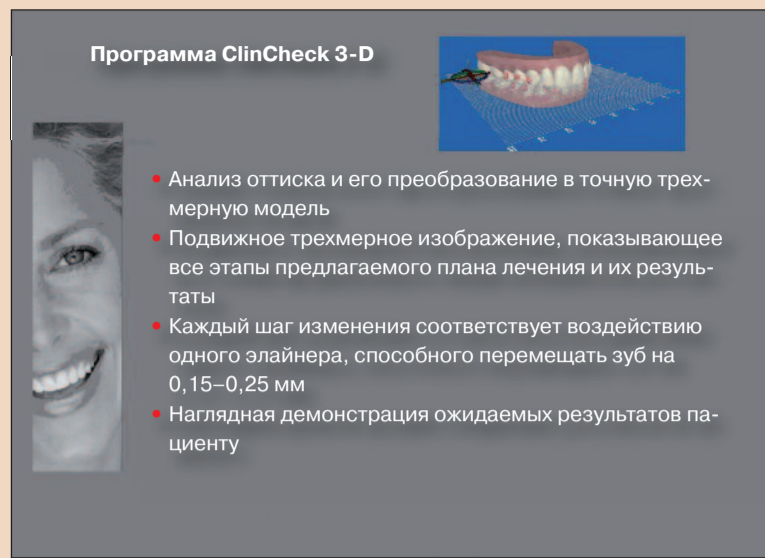 Программа ClinCheck 3-D
• Анализ оттиска и его преобразование в точную трех-
мерную модель
• Подвижное трехмерное изображение, показывающее
все этапы предлагаемого плана лечения и их резуль-
таты
• Каждый шаг изменения соответствует воздействию
одного элайнера, способного перемещать зуб на
0,15–0,25 мм
• Наглядная демонстрация ожидаемых результатов па-
циенту